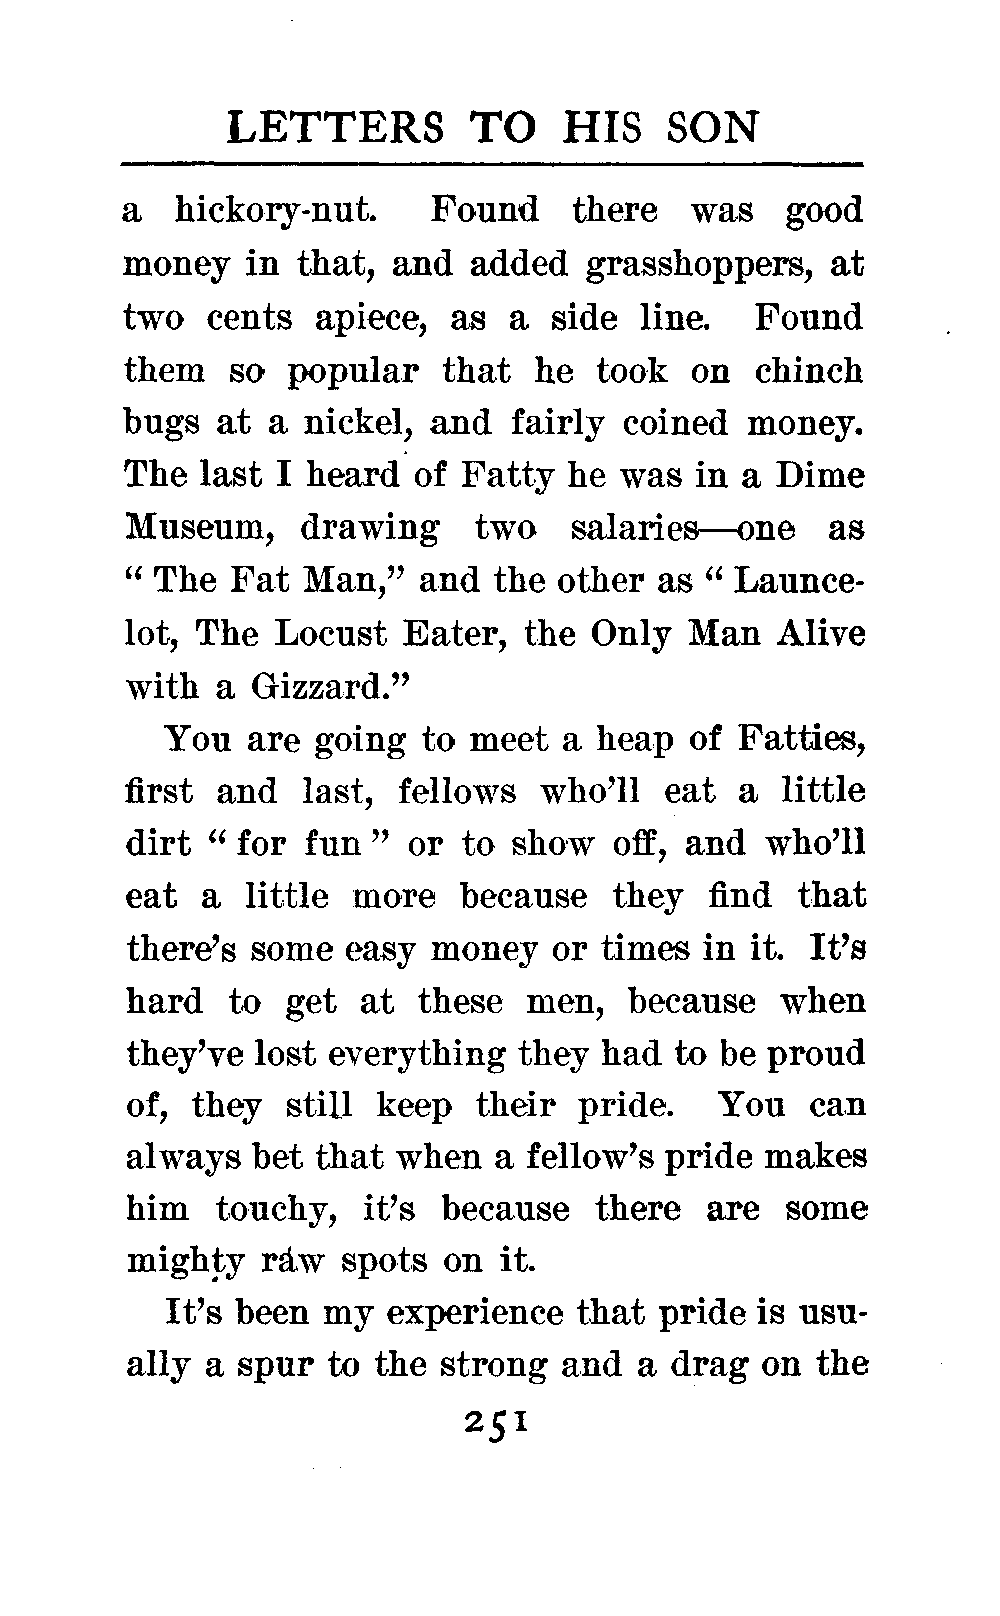 LETTERS TO HIS SON
a hickory-nut. Found there was good
money in that, and added grasshoppers, at
two cents apiece, as a side line. Found
them so popular that he took on chinch
bugs at a nickel, and fairly coined money.
The last I heard of Fatty he was in a Dime
Museum, drawing two salaries—one as
“ The Fat Man,” and the other as “ Launce-
lot, The Locust Eater, the Only Man Alive
with a Gizzard.”
You are going to meet a heap of Fatties,
first and last, fellows who’ll eat a little
dirt “ for fun ” or to show off, and who’ll
eat a little more because they find that
there’s some easy money or times in it. It’s
hard to get at these men, because when
they’ve lost everything they had to be proud
of, they still keep their pride. You can
always bet that when a fellow’s pride makes
him touchy, it’s because there are some
mighty raw spots on it.
It’s been my experience that pride is usu-
ally a spur to the strong and a drag on the
251